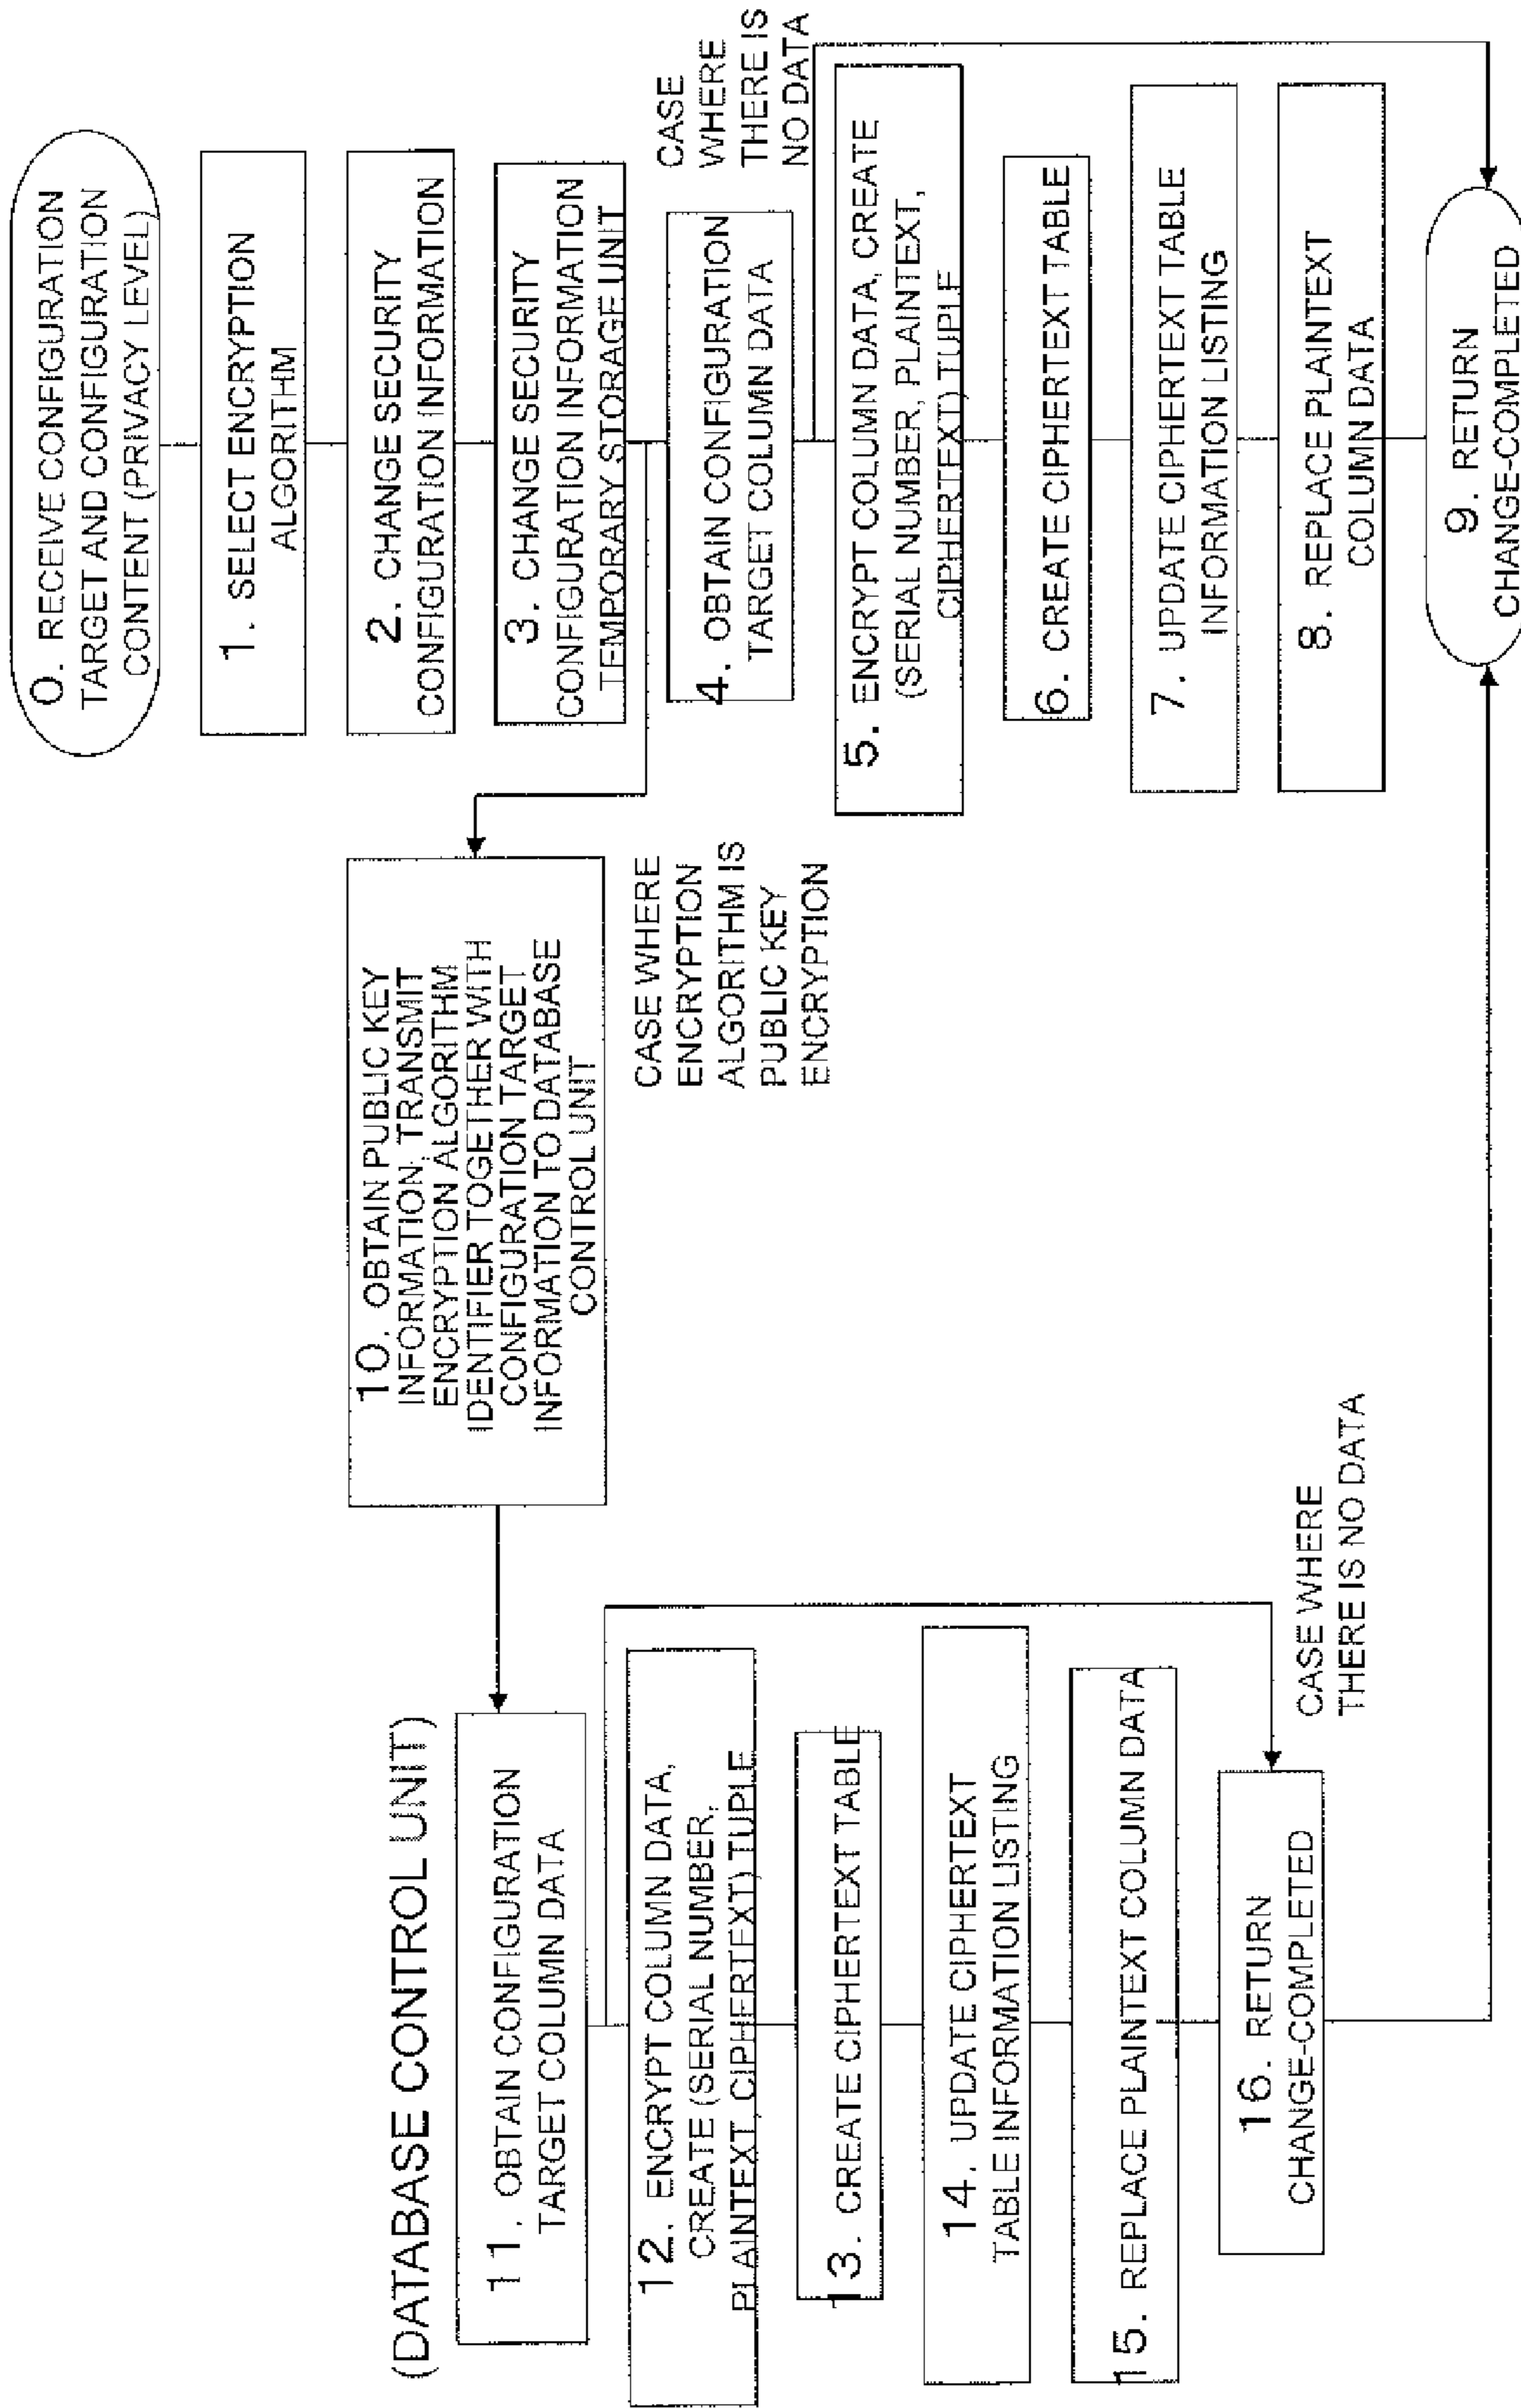 0. RECEIVE CONFIGURATION
TARGET AND CONFIGURATION
CONTENT (PRIVACY LEVEL)
1. SELECT ENCRYPTION
ALGORITHM
2. CHANGE SECURITY
CONFIGURATION INFORMATION
3. CHANGE SECURITY
CONFIGURATION INFORMATION
TEMPORARY STORAGE UNIT
4. OBTAIN CONFIGURATION
TARGET COLUMN DATA
CASE
WHERE
THERE IS
NO DATA
5. ENCRYPT COLUMN DATA, CREATE
(SERIAL NUMBER, PLAINTEXT,
CIPHERTEXT) TUPLE
6. CREATE CIPHERTEXT TABLE
7. UPDATE CIPHERTEXT TABLE
INFORMATION LISTING
8. REPLACE PLAINTEXT
COLUMN DATA
9. RETURN
CHANGE-COMPLETED
10. OBTAIN PUBLIC KEY
INFORMATION, TRANSMIT
ENCRYPTION ALGORITHM
IDENTIFIER TOGETHER WITH
CONFIGURATION TARGET
INFORMATION TO DATABASE
CONTROL UNIT
CASE WHERE
ENCRYPTION
ALGORITHM IS
PUBLIC KEY
ENCRYPTION
(DATABASE CONTROL UNIT)
11. OBTAIN CONFIGURATION
TARGET COLUMN DATA
12. ENCRYPT COLUMN DATA,
CREATE (SERIAL NUMBER,
PLAINTEXT, CIPHERTEXT) TUPLE
13. CREATE CIPHERTEXT TABLE
14. UPDATE CIPHERTEXT
TABLE INFORMATION LISTING
15. REPLACE PLAINTEXT COLUMN DATA
16. RETURN
CHANGE-COMPLETED
CASE WHERE
THERE IS NO DATA